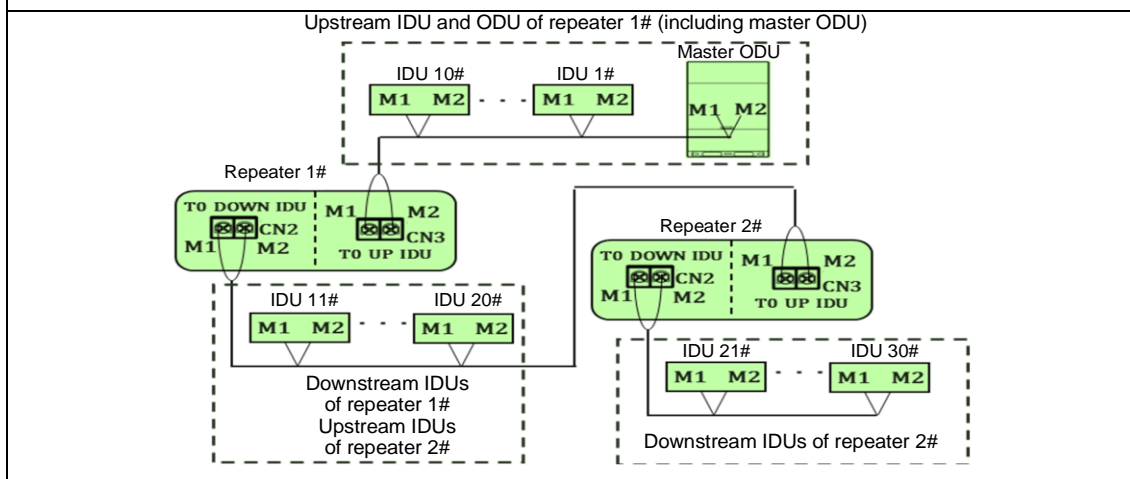 Upstream IDU and ODU of repeater 1# (including master ODU)
Master ODU
IDU 10# IDU 1#
M1 M2 · · · M1 M2
M1 M2
Repeater 1#
TO DOWN IDU
CN2
M1 M2
M1 M2
CN3
TO UP IDU
Repeater 2#
TO DOWN IDU
CN2
M1 M2
M1 M2
CN3
TO UP IDU
IDU 11# IDU 20#
M1 M2 · · · M1 M2
Downstream IDUs
of repeater 1#
Upstream IDUs
of repeater 2#
IDU 21# IDU 30#
M1 M2 · · · M1 M2
Downstream IDUs of repeater 2#